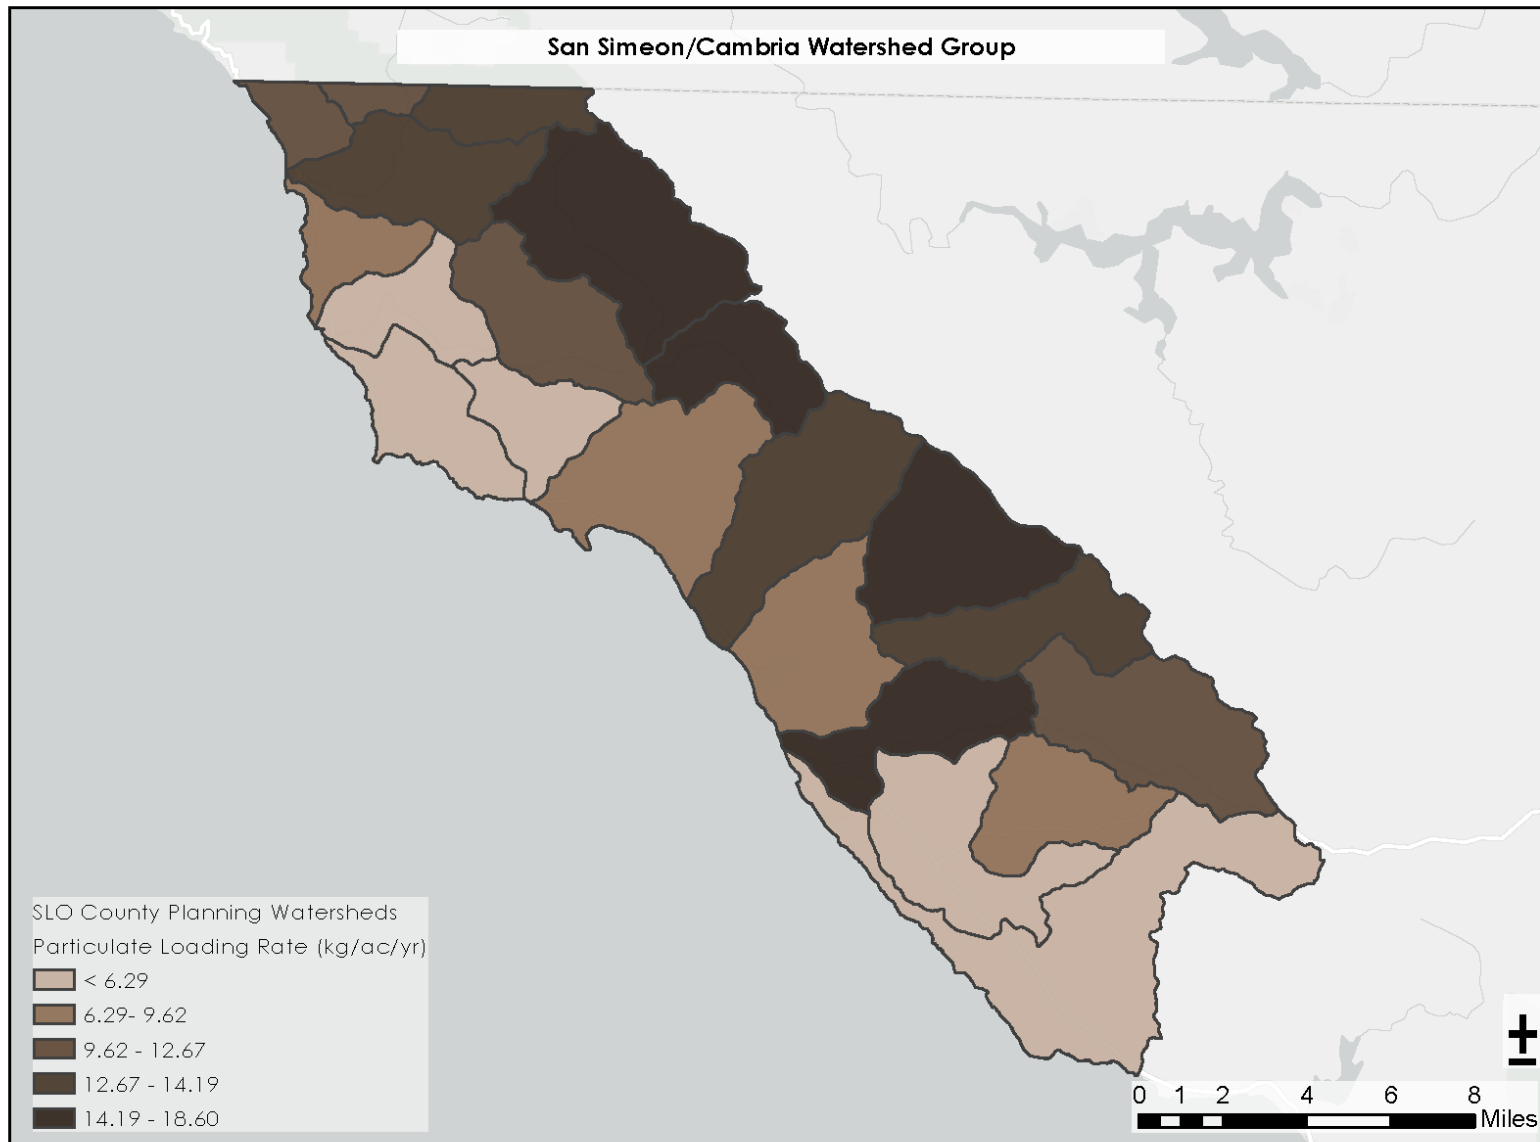 San Simeon/Cambria Watershed Group
SLO County Planning Watersheds
Particulate Loading Rate (kg/ac/yr)
< 6.29
6.29- 9.62
9.62 - 12.67
12.67 - 14.19
14.19 - 18.60
0 1 2 4 6 8
Miles